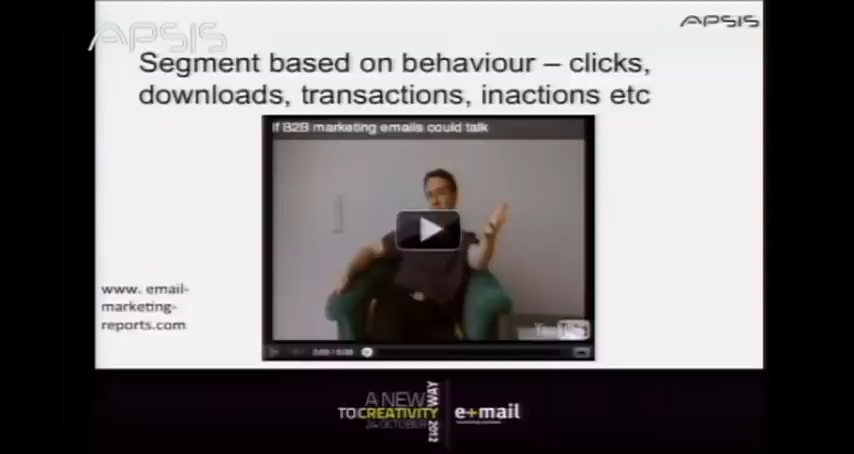 APSIS
APSIS
Segment based on behaviour – clicks,
downloads, transactions, inactions etc
If B2B marketing emails could talk
www. email-
marketing-
reports.com
A NEW
WAY
TO CREATIVITY
24 OCTOBER
2012
e+mail